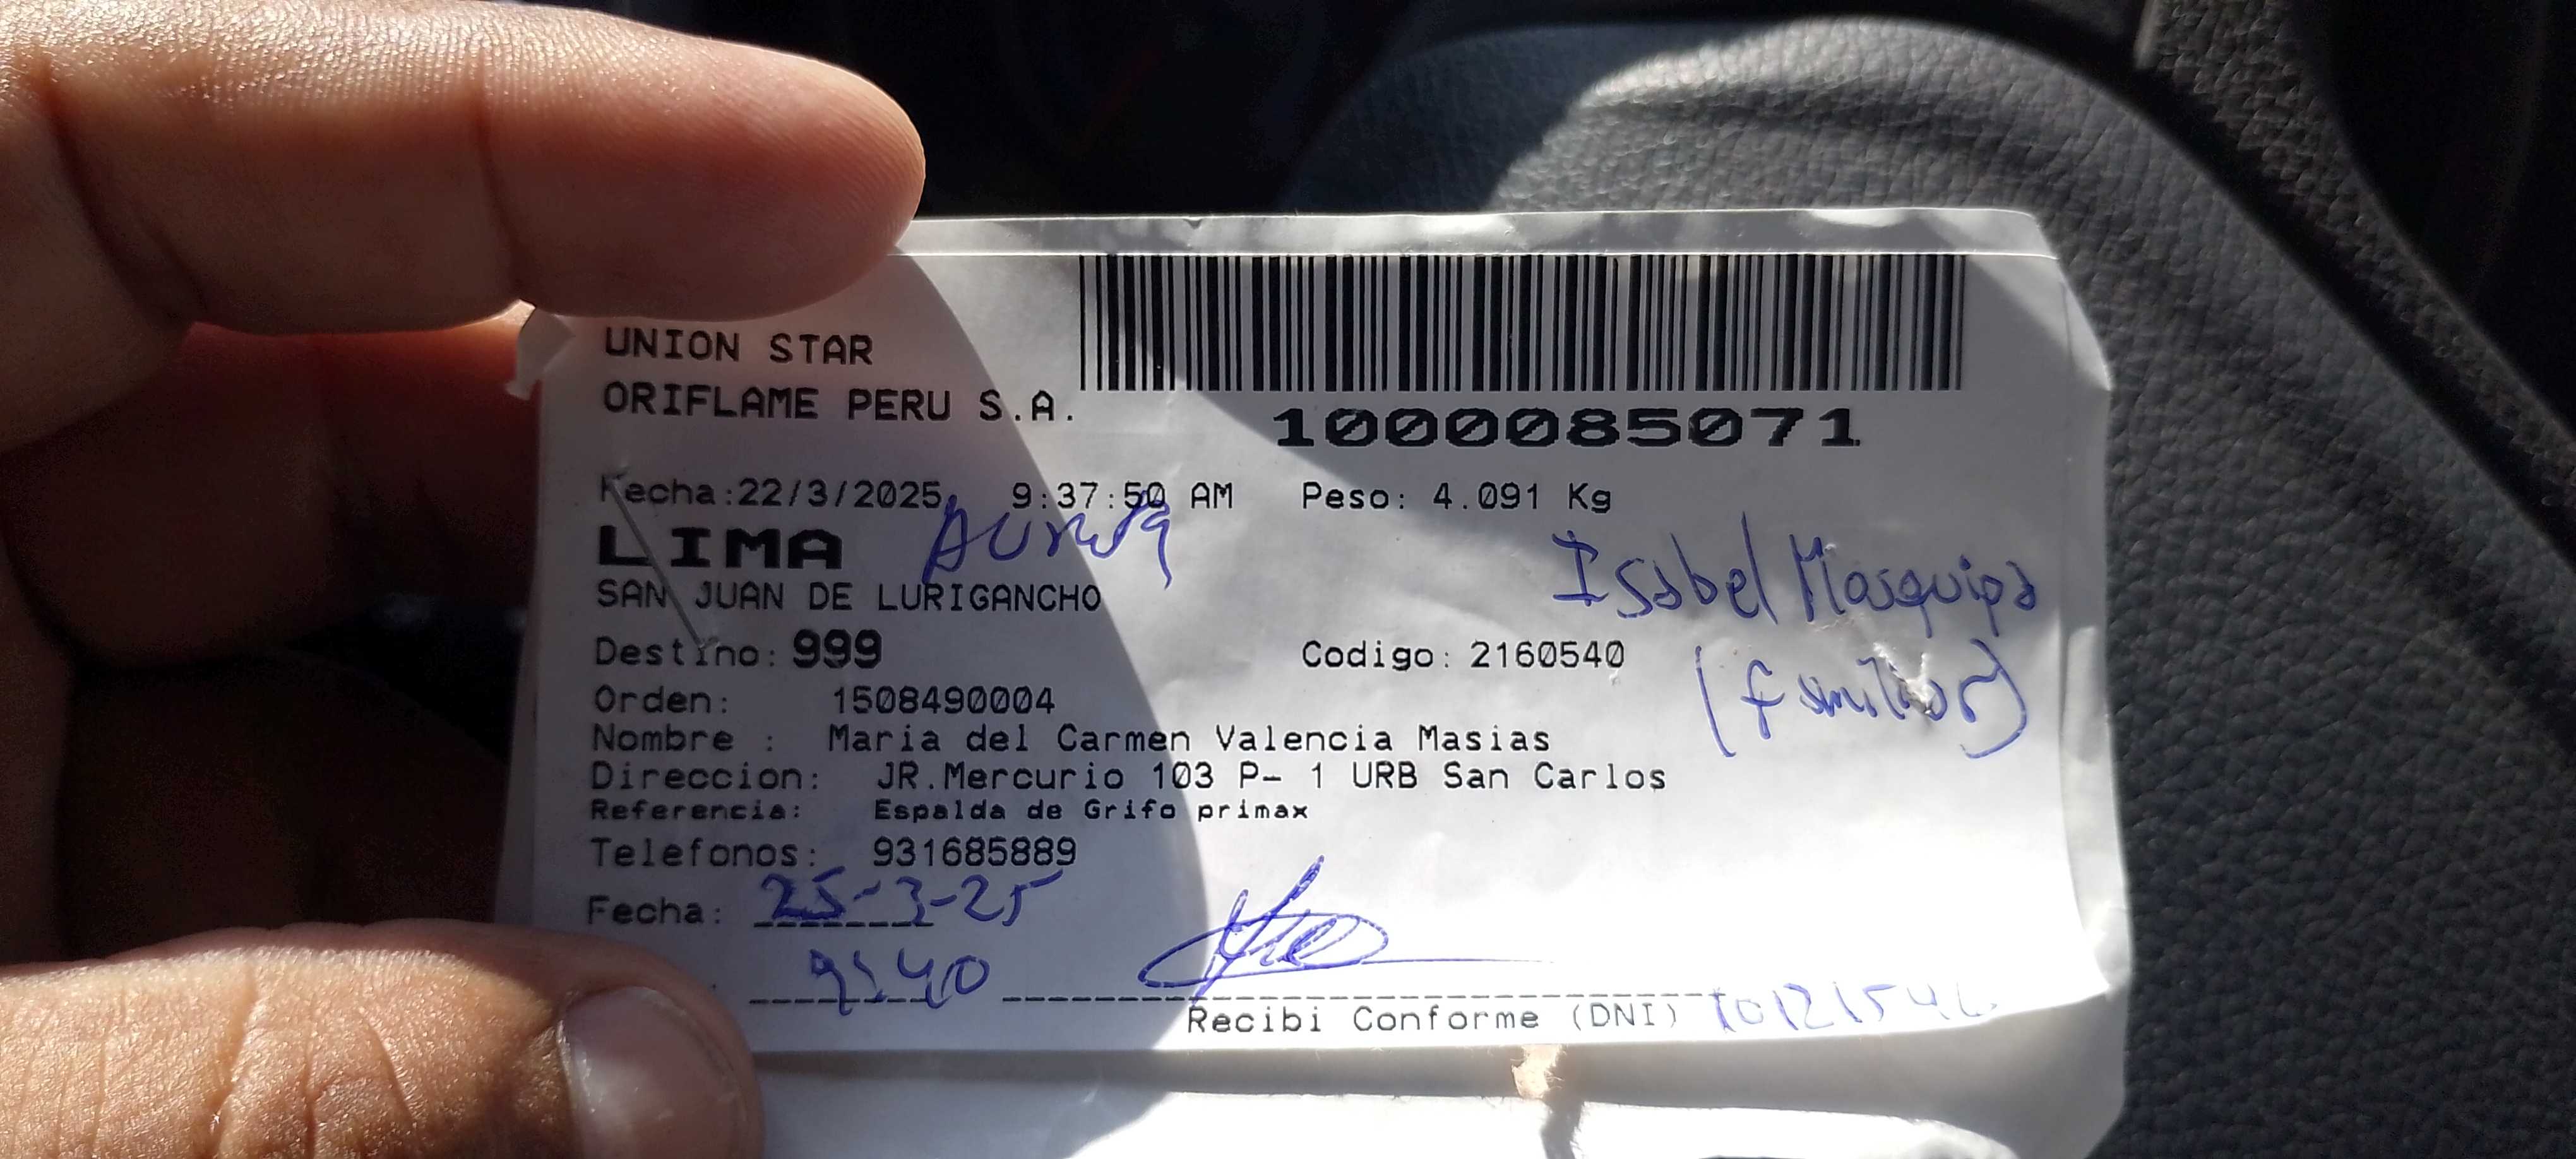 UNION STAR
ORIFLAME PERU S.A.
1000085071
Fecha:22/3/2025, 9:37:50 AM Peso: 4.091 Kg
LIMA
Isabel Mosquipa
SAN JUAN DE LURIGANCHO
(familiar)
Destino: 999 Codigo: 2160540
Orden: 1508490004
Nombre : Maria del Carmen Valencia Masias
Direccion: JR.Mercurio 103 P- 1 URB San Carlos
Referencia: Espalda de Grifo primax
Telefonos: 931685889
Fecha: 25-3-25
9:40
Recibi Conforme (DNI)